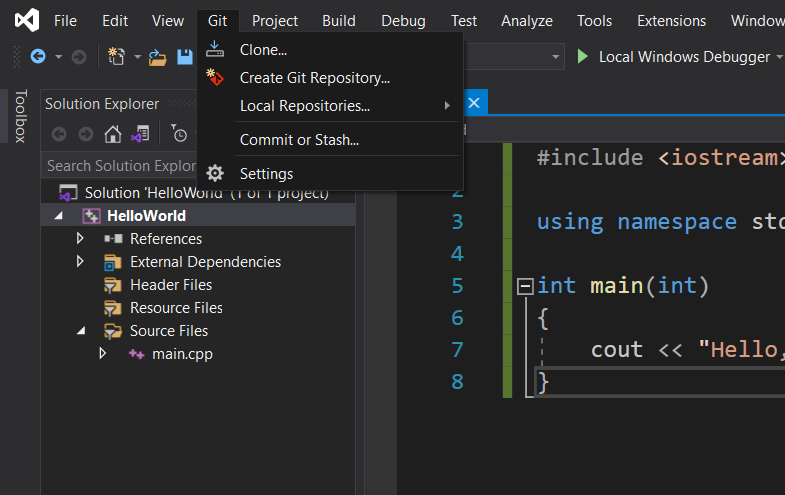 File Edit View Git Project Build Debug Test Analyze Tools Extensions Window
Local Windows Debugger
Clone...
Create Git Repository...
Local Repositories...
Commit or Stash...
Settings
Toolbox
Solution Explorer
Search Solution Explor
Solution 'HelloWorld' (1 of 1 project)
HelloWorld
References
External Dependencies
Header Files
Resource Files
Source Files
main.cpp
#include <iostream>
2
3 using namespace std
4
5 int main(int)
6 {
7 cout << "Hello,
8 }